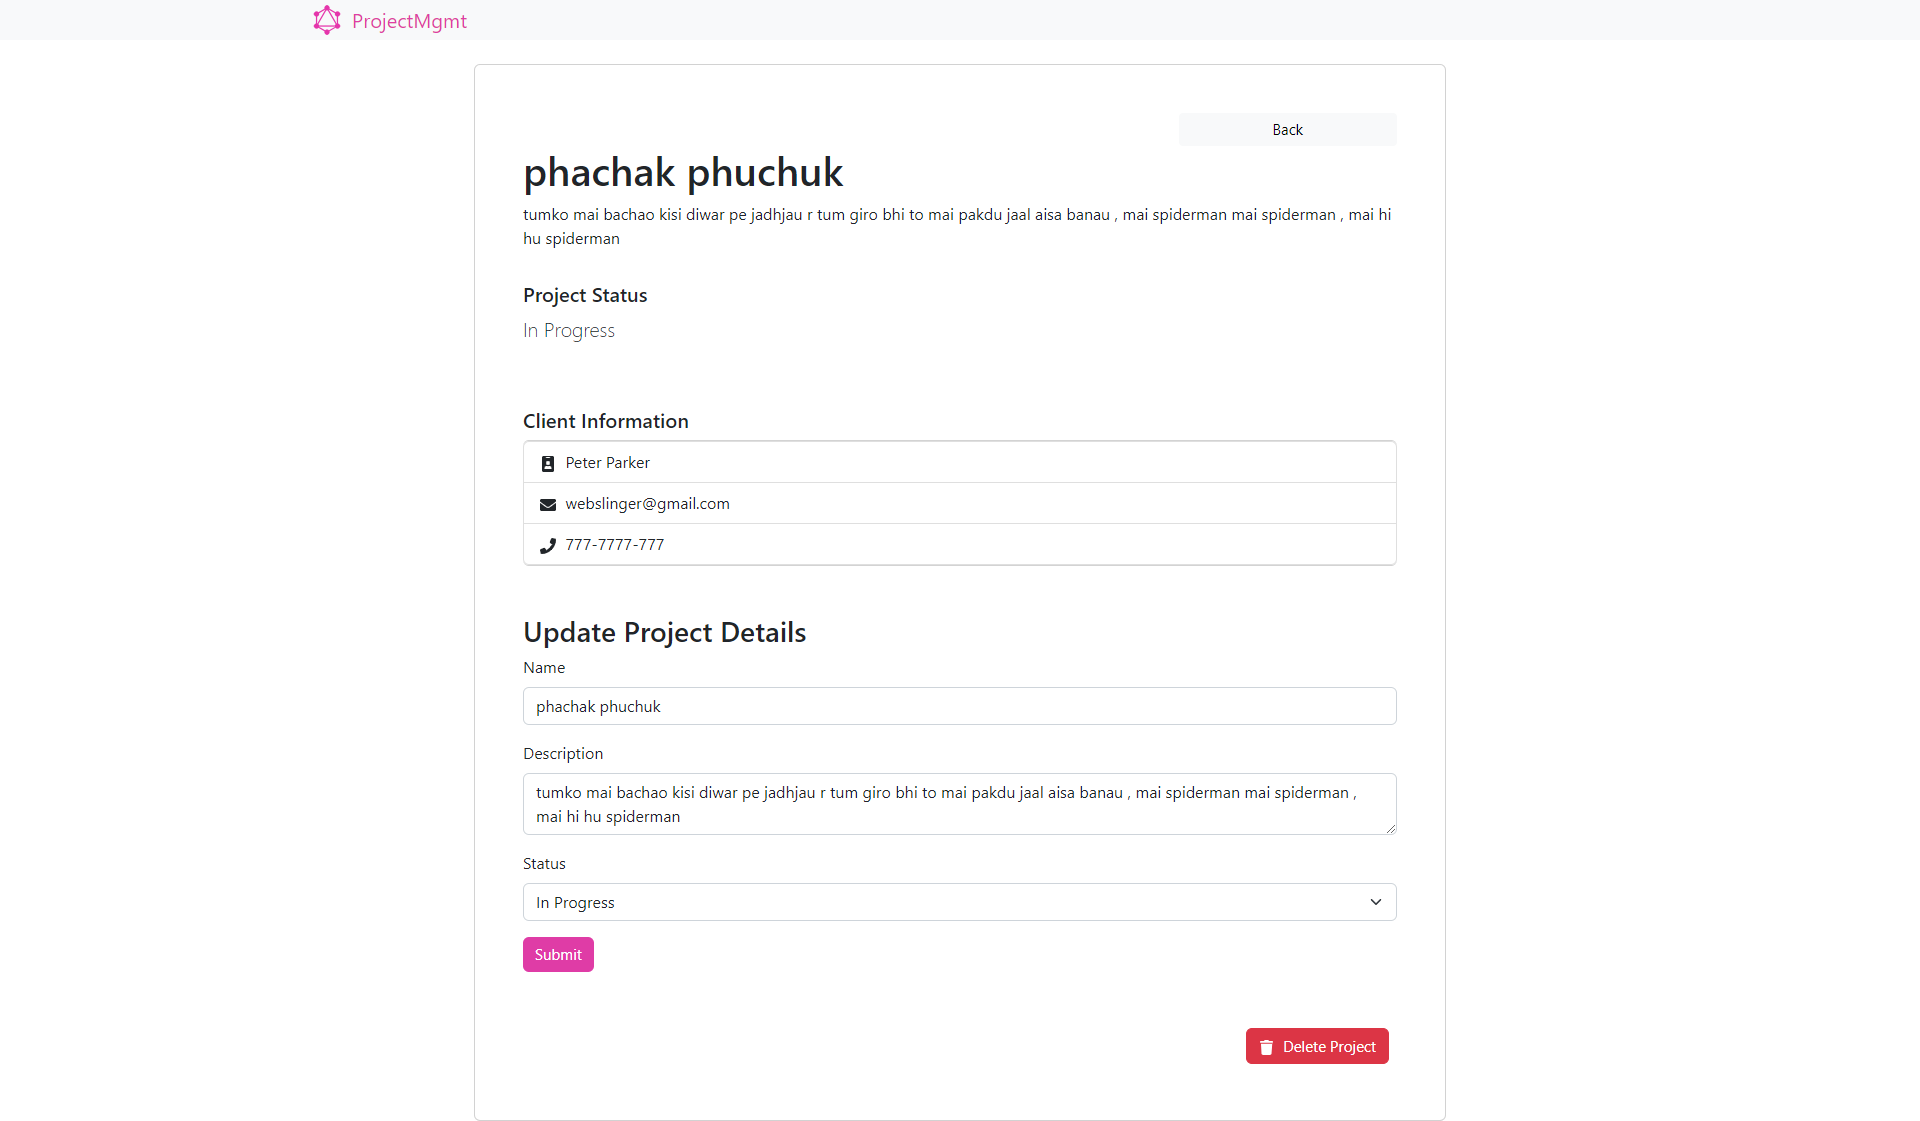 ProjectMgmt
Back
phachak phuchuk
tumko mai bachao kisi diwar pe jadhjau r tum giro bhi to mai pakdu jaal aisa banau , mai spiderman mai spiderman , mai hi
hu spiderman
Project Status
In Progress
Client Information
Peter Parker
webslinger@gmail.com
777-7777-777
Update Project Details
Name
phachak phuchuk
Description
tumko mai bachao kisi diwar pe jadhjau r tum giro bhi to mai pakdu jaal aisa banau , mai spiderman mai spiderman ,
mai hi hu spiderman
Status
In Progress
Submit
Delete Project